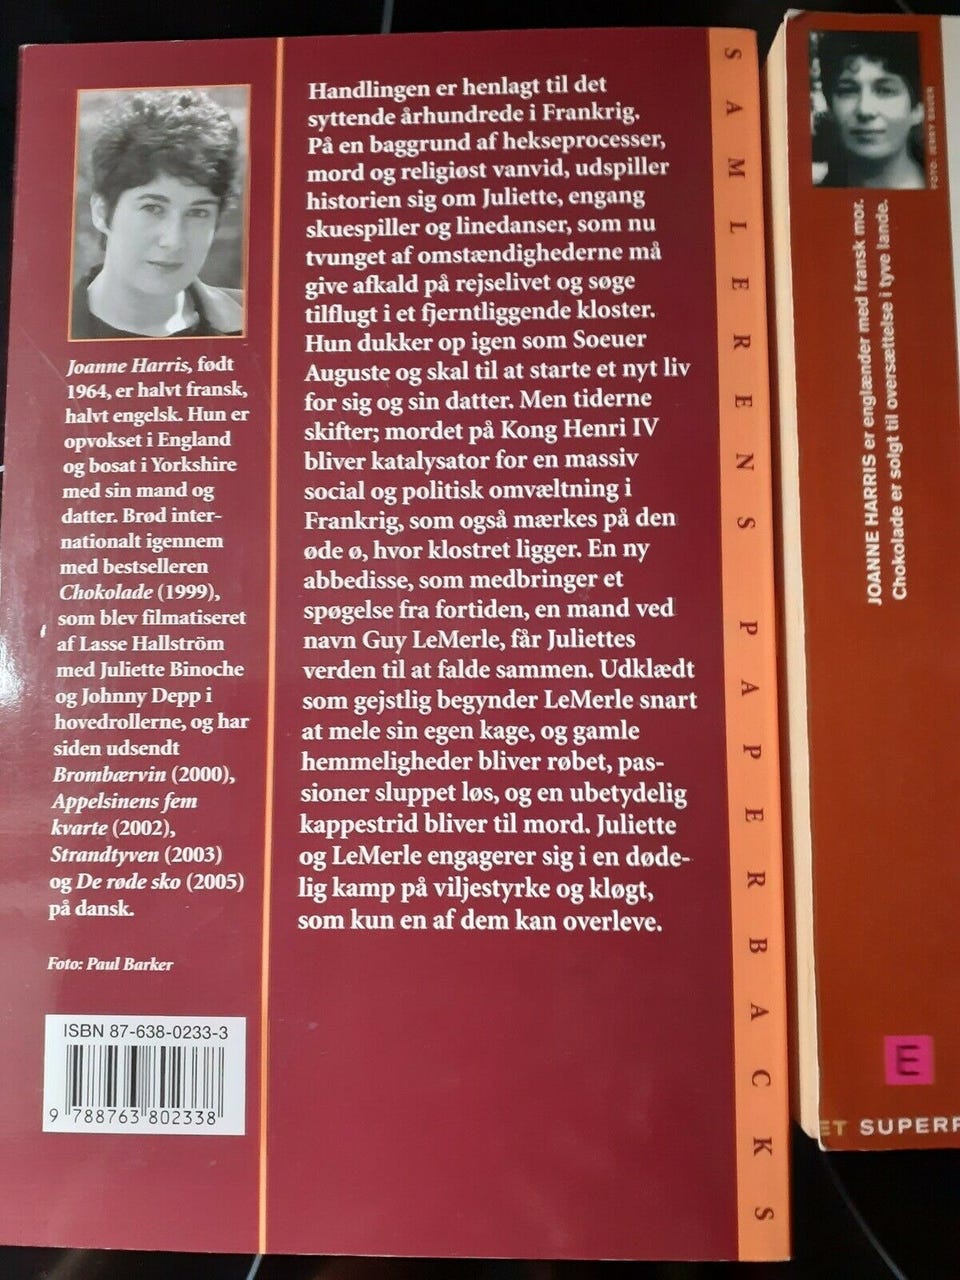 Joanne Harris, født
1964, er halvt fransk,
halvt engelsk. Hun er
opvokset i England
og bosat i Yorkshire
med sin mand og
datter. Brød inter-
nationalt igennem
med bestselleren
Chokolade (1999),
som blev filmatiseret
af Lasse Hallström
med Juliette Binoche
og Johnny Depp i
hovedrollerne, og har
siden udsendt
Brombærvin (2000),
Appelsinens fem
kvarte (2002),
Strandtyven (2003)
og De røde sko (2005)
på dansk.
Foto: Paul Barker
ISBN 87-638-0233-3
9 788763 802338
Handlingen er henlagt til det
syttende århundrede i Frankrig.
På en baggrund af hekseprocesser,
mord og religiøst vanvid, udspiller
historien sig om Juliette, engang
skuespiller og linedanser, som nu
tvunget af omstændighederne må
give afkald på rejselivet og søge
tilflugt i et fjerntliggende kloster.
Hun dukker op igen som Soeuer
Auguste og skal til at starte et nyt liv
for sig og sin datter. Men tiderne
skifter; mordet på Kong Henri IV
bliver katalysator for en massiv
social og politisk omvæltning i
Frankrig, som også mærkes på den
øde ø, hvor klostret ligger. En ny
abbedisse, som medbringer et
spøgelse fra fortiden, en mand ved
navn Guy LeMerle, får Juliettes
verden til at falde sammen. Udklædt
som gejstlig begynder LeMerle snart
at mele sin egen kage, og gamle
hemmeligheder bliver røbet, pas-
sioner sluppet løs, og en ubetydelig
kappestrid bliver til mord. Juliette
og LeMerle engagerer sig i en døde-
lig kamp på viljestyrke og kløgt,
som kun en af dem kan overleve.
SAMLERENS PAPERBACKS
FOTO: JERRY BAUER
JOANNE HARRIS er englænder med fransk mor.
Chokolade er solgt til oversættelse i tyve lande.
E
ET SUPERP